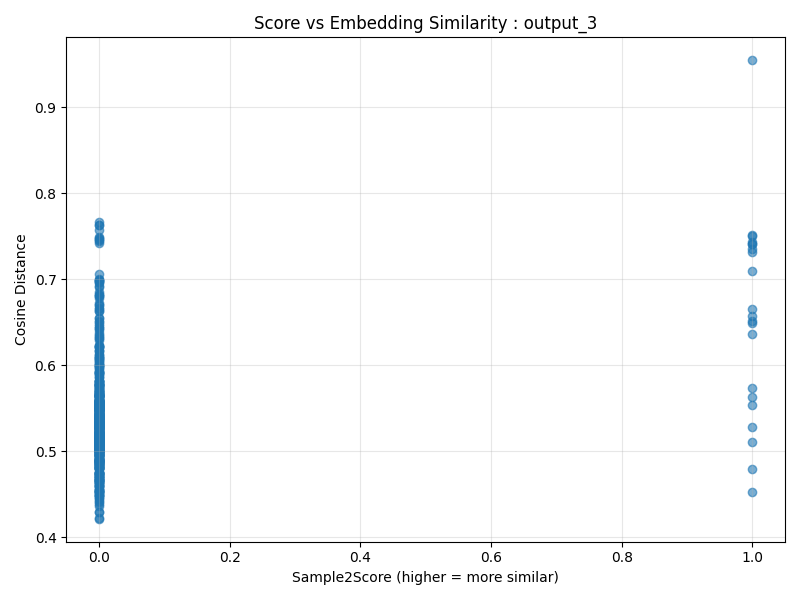 Score vs Embedding Similarity : output_3
Cosine Distance
0.9
0.8
0.7
0.6
0.5
0.4
0.0 0.2 0.4 0.6 0.8 1.0
Sample2Score (higher = more similar)